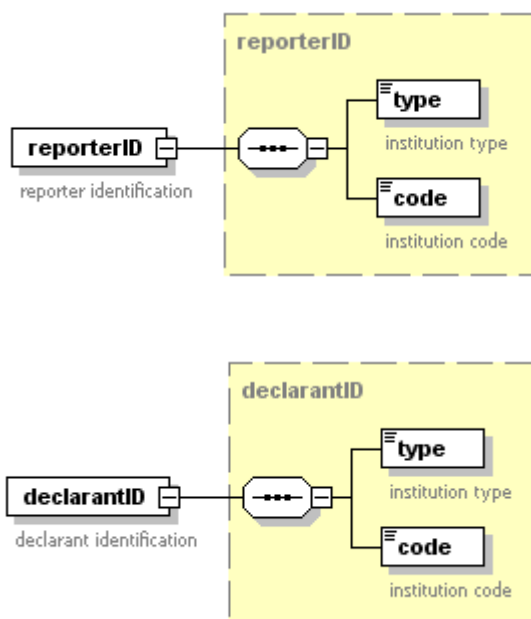 reporterID
type
institution type
reporterID
reporter identification
code
institution code
declarantID
type
institution type
declarantID
declarant identification
code
institution code